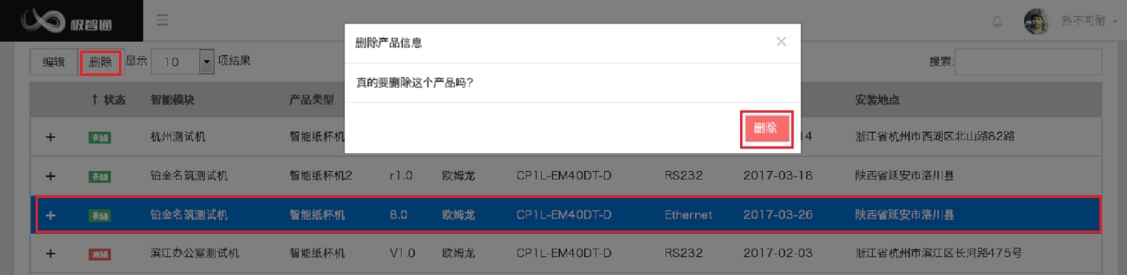 极智通
熱不可耐
删除产品信息
编辑 删除 显示 10 项结果
搜索:
真的要删除这个产品吗?
↑ 状态 智能模块 产品类型 安装地点
删除
杭州测试机 智能纸杯机 14 浙江省杭州市西湖区北山路82路
铂金名筑测试机 智能纸杯机2 r1.0 欧姆龙 CP1L-EM40DT-D RS232 2017-03-18 陕西省延安市洛川县
铂金名筑测试机 智能纸杯机 8.0 欧姆龙 CP1L-EM40DT-D Ethernet 2017-03-26 陕西省延安市洛川县
滨江办公室测试机 智能纸杯机 V1.0 欧姆龙 CP1L-EM40DT-D RS232 2017-02-03 浙江省杭州市滨江区长河路475号